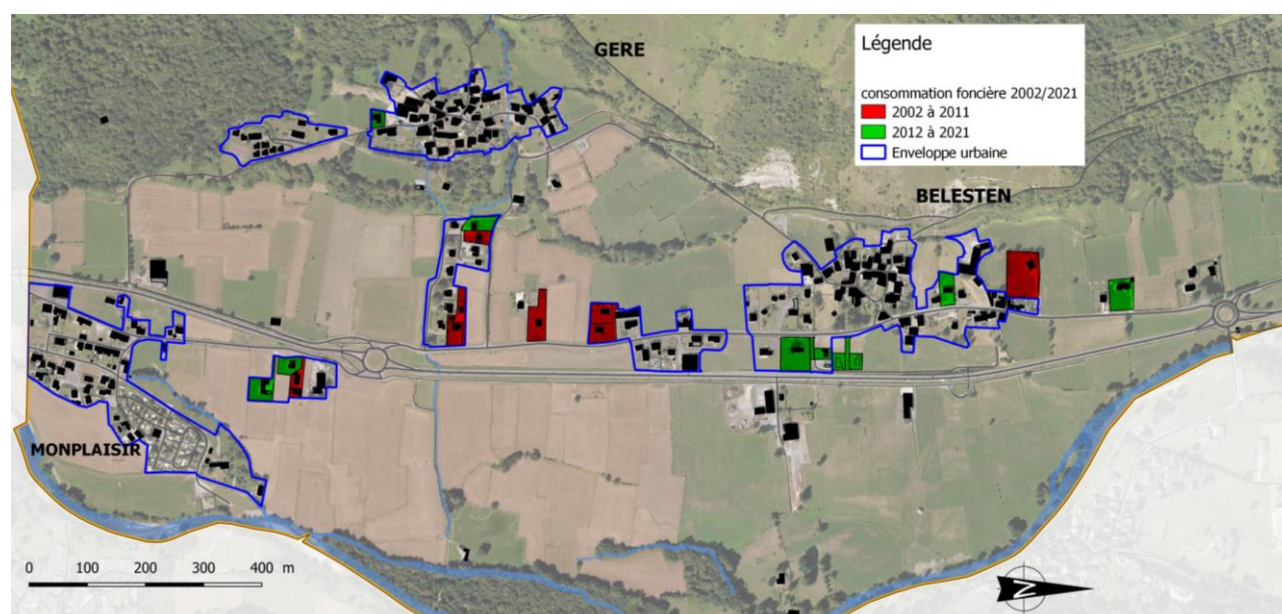 GERE
Légende
consommation foncière 2002/2021
2002 à 2011
2012 à 2021
Enveloppe urbaine
BELESTEN
MONPLAISIR
0 100 200 300 400 m
N